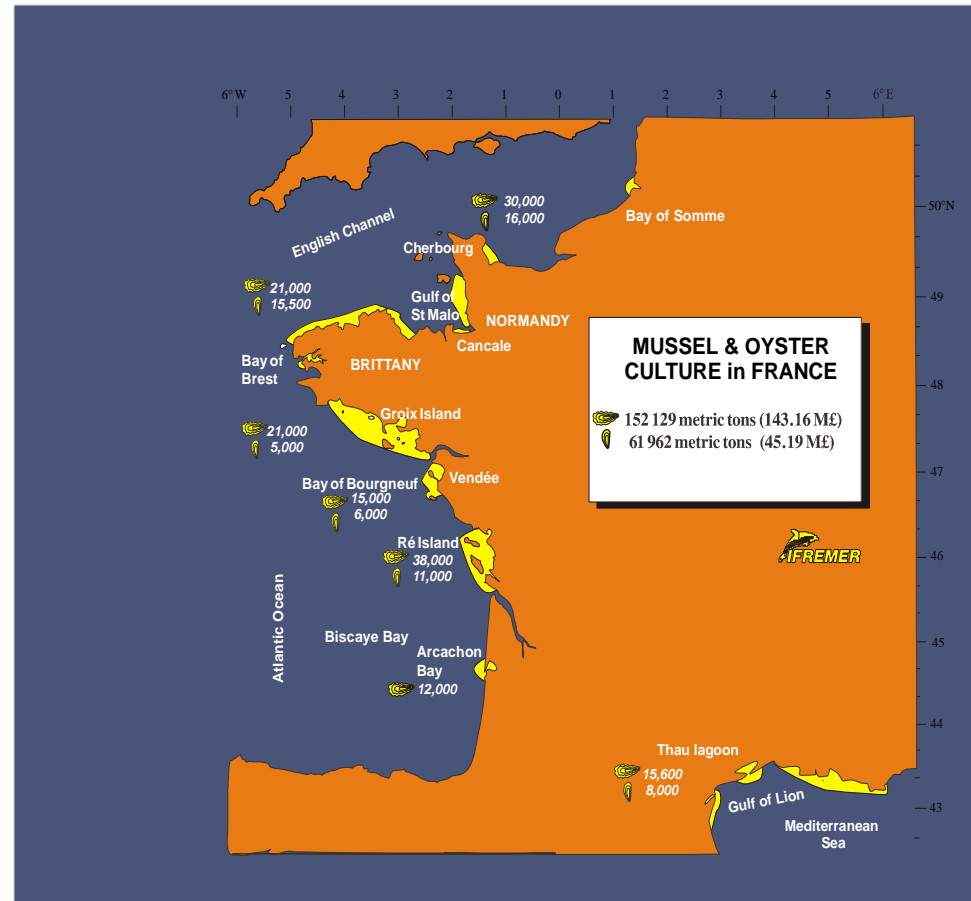 6° W 5 4 3 2 1 0 1 2 3 4 5 6° E
30,000
16,000
50°N
Bay of Somme
English Channel
Cherbourg
21,000
15,500
Gulf of
St Malo
49
NORMANDY
Cancale
MUSSEL & OYSTER
CULTURE in FRANCE
152 129 metric tons (143.16 M£)
61 962 metric tons (45.19 M£)
Bay of
Brest
BRITTANY
48
Groix Island
21,000
5,000
47
Vendée
Bay of Bourgneuf
15,000
6,000
Ré Island
38,000
11,000
46
IFREMER
Atlantic Ocean
Biscaye Bay
45
Arcachon
Bay
12,000
44
Thau lagoon
15,600
8,000
Gulf of Lion
43
Mediterranean
Sea